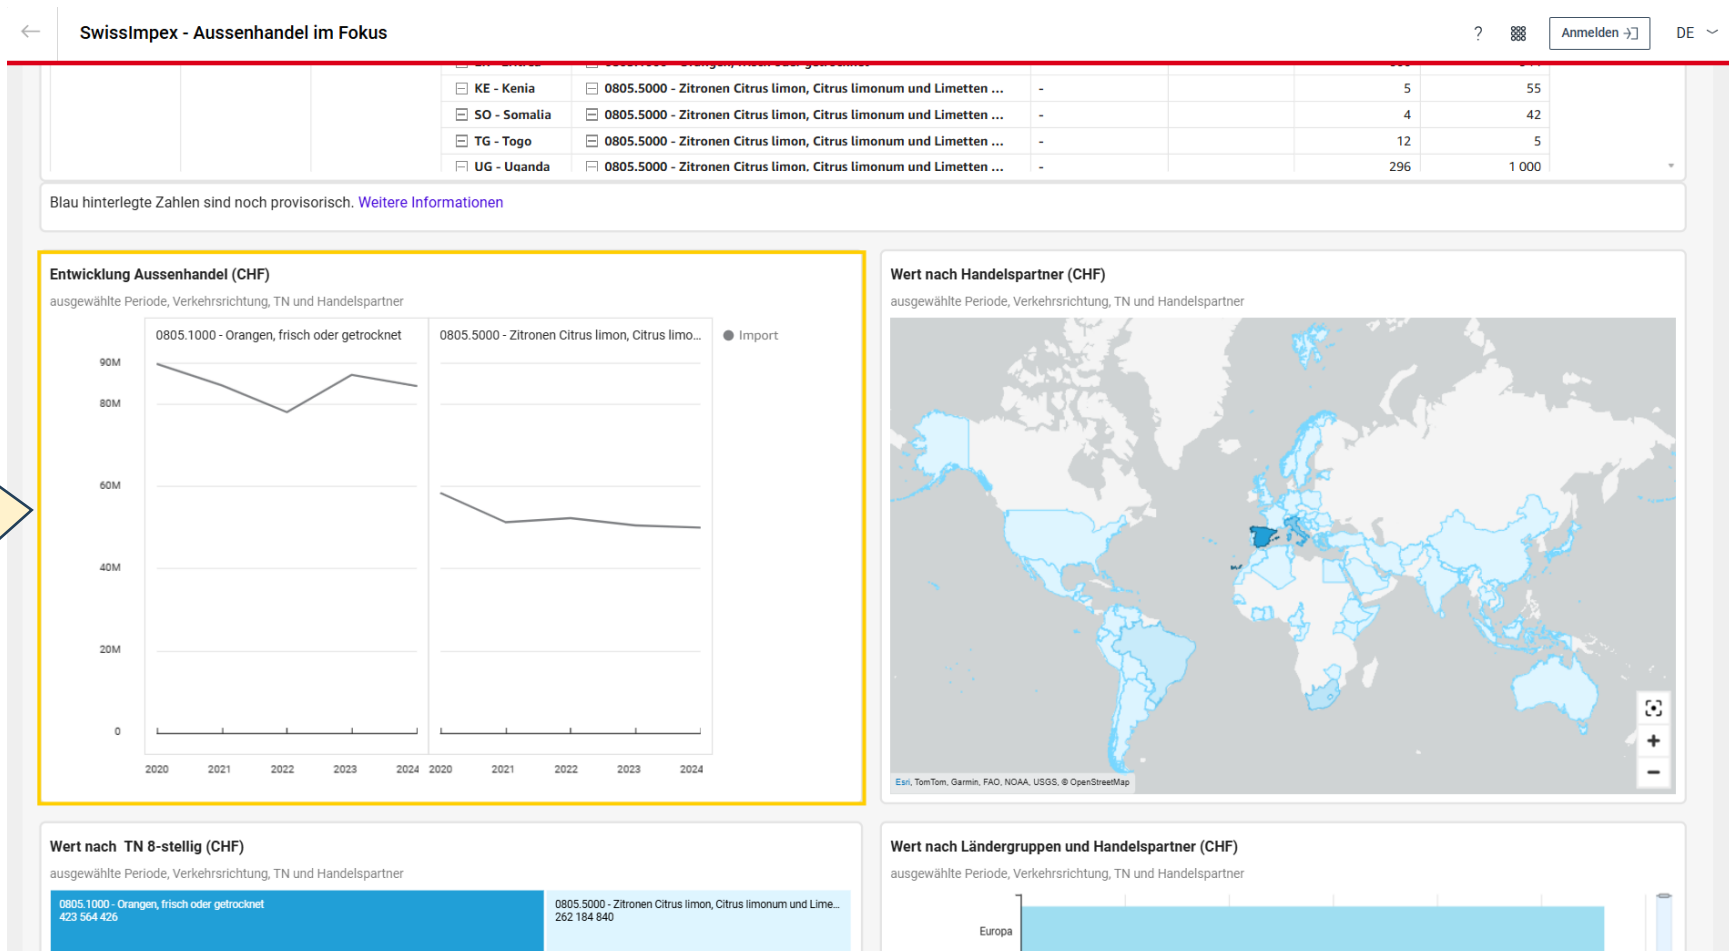 SwissImpex - Aussenhandel im Fokus
?
Anmelden
DE
KE - Kenia 0805.5000 - Zitronen Citrus limon, Citrus limonum und Limetten ... - 5 55
SO - Somalia 0805.5000 - Zitronen Citrus limon, Citrus limonum und Limetten ... - 4 42
TG - Togo 0805.5000 - Zitronen Citrus limon, Citrus limonum und Limetten ... - 12 5
UG - Uganda 0805.5000 - Zitronen Citrus limon, Citrus limonum und Limetten ... - 296 1 000
Blau hinterlegte Zahlen sind noch provisorisch. Weitere Informationen
Entwicklung Aussenhandel (CHF)
ausgewählte Periode, Verkehrsrichtung, TN und Handelspartner
0805.1000 - Orangen, frisch oder getrocknet
0805.5000 - Zitronen Citrus limon, Citrus limo...
Import
90M
80M
60M
40M
20M
0
2020 2021 2022 2023 2024 2020 2021 2022 2023 2024
Wert nach Handelspartner (CHF)
ausgewählte Periode, Verkehrsrichtung, TN und Handelspartner
Esri, TomTom, Garmin, FAO, NOAA, USGS, © OpenStreetMap
Wert nach TN 8-stellig (CHF)
ausgewählte Periode, Verkehrsrichtung, TN und Handelspartner
0805.1000 - Orangen, frisch oder getrocknet
423 564 426
0805.5000 - Zitronen Citrus limon, Citrus limonum und Lime...
262 184 840
Wert nach Ländergruppen und Handelspartner (CHF)
ausgewählte Periode, Verkehrsrichtung, TN und Handelspartner
Europa